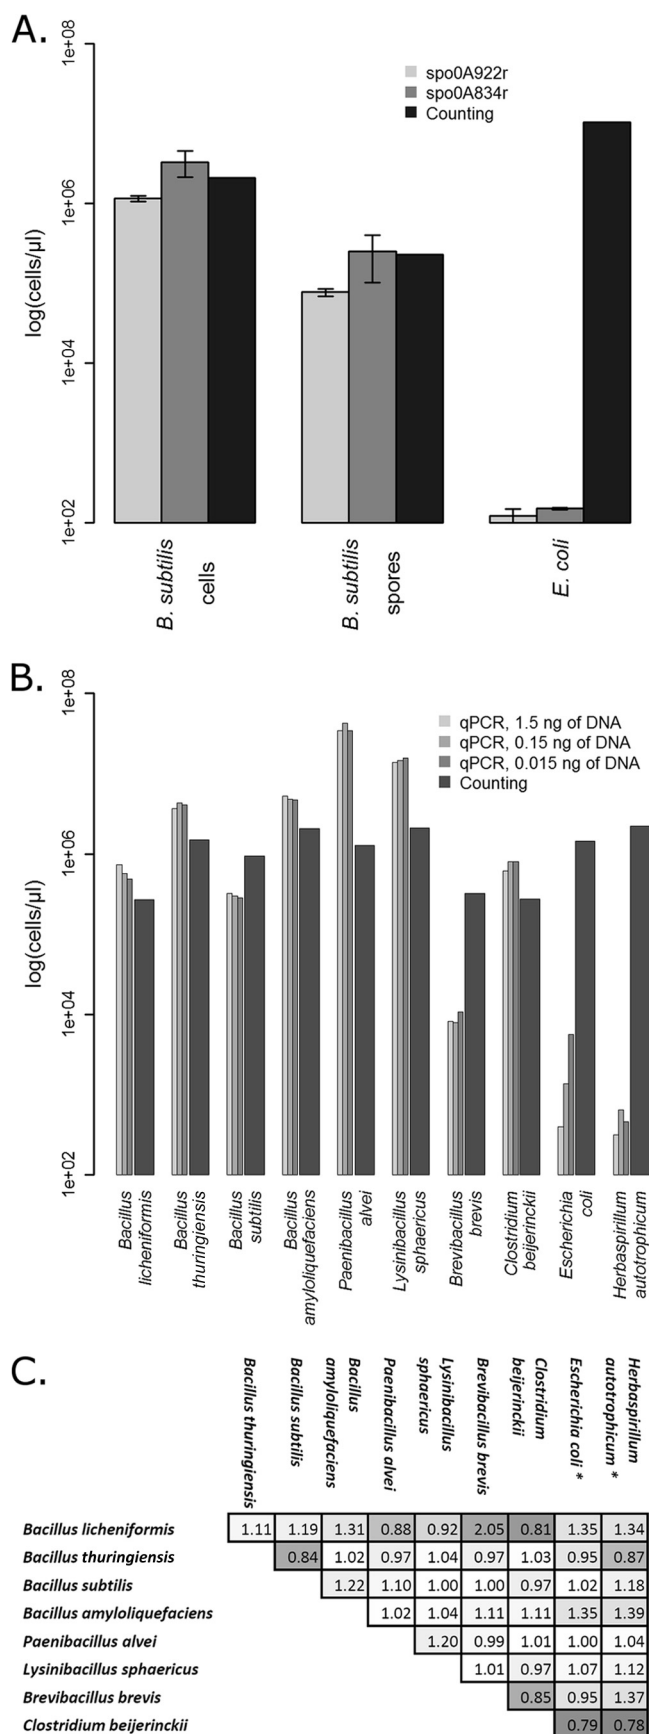 A.
1e+08
1e+06
1e+04
1e+02
log(cells/µl)
spo0A922r
spo0A834r
Counting
B. subtilis
cells
B. subtilis
spores
E. coli
B.
1e+08
1e+06
1e+04
1e+02
log(cells/µl)
qPCR, 1.5 ng of DNA
qPCR, 0.15 ng of DNA
qPCR, 0.015 ng of DNA
Counting
Bacillus
licheniformis
Bacillus
thuringiensis
Bacillus
subtilis
Bacillus
amyloliquefaciens
Paenibacillus
alvei
Lysinibacillus
sphaericus
Brevibacillus
brevis
Clostridium
beijerinckii
Escherichia
coli
Herbaspirillum
autotrophicum
C.
Bacillus thuringiensis
Bacillus subtilis
Bacillus
amyloliquefaciens
Paenibacillus alvei
Lysinibacillus
sphaericus
Brevibacillus brevis
Clostridium
beijerinckii
Escherichia coli *
Herbaspirillum
autotrophicum *
Bacillus licheniformis 1.11 1.19 1.31 0.88 0.92 2.05 0.81 1.35 1.34
Bacillus thuringiensis 0.84 1.02 0.97 1.04 0.97 1.03 0.95 0.87
Bacillus subtilis 1.22 1.10 1.00 1.00 0.97 1.02 1.18
Bacillus amyloliquefaciens 1.02 1.04 1.11 1.11 1.35 1.39
Paenibacillus alvei 1.20 0.99 1.01 1.00 1.04
Lysinibacillus sphaericus 1.01 0.97 1.07 1.12
Brevibacillus brevis 0.85 0.95 1.37
Clostridium beijerinckii 0.79 0.78